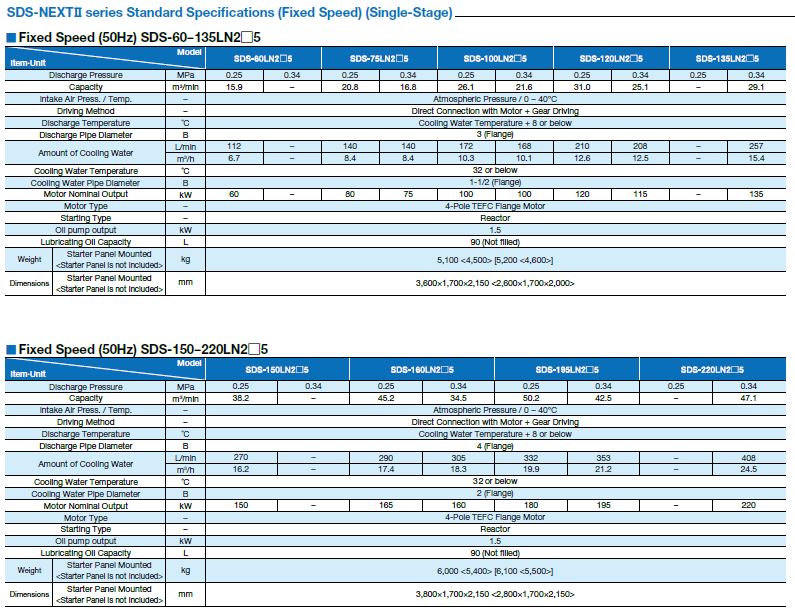 SDS-NEXTII series Standard Specifications (Fixed Speed) (Single-Stage)
■ Fixed Speed (50Hz) SDS-60–135LN2□5
Item·Unit Model SDS-60LN2□5 SDS-75LN2□5 SDS-100LN2□5 SDS-120LN2□5 SDS-135LN2□5
Discharge Pressure MPa 0.25 0.34 0.25 0.34 0.25 0.34 0.25 0.34 0.25 0.34
Capacity m³/min 15.9 – 20.8 16.8 26.1 21.6 31.0 25.1 – 29.1
Intake Air Press. / Temp. – Atmospheric Pressure / 0 – 40°C
Driving Method – Direct Connection with Motor + Gear Driving
Discharge Temperature °C Cooling Water Temperature + 8 or below
Discharge Pipe Diameter B 3 (Flange)
Amount of Cooling Water L/min 112 – 140 140 172 168 210 208 – 257
m³/h 6.7 – 8.4 8.4 10.3 10.1 12.6 12.5 – 15.4
Cooling Water Temperature °C 32 or below
Cooling Water Pipe Diameter B 1-1/2 (Flange)
Motor Nominal Output kW 60 – 80 75 100 100 120 115 – 135
Motor Type – 4-Pole TEFC Flange Motor
Starting Type – Reactor
Oil pump output kW 1.5
Lubricating Oil Capacity L 90 (Not filled)
Weight Starter Panel Mounted <Starter Panel is not included> kg 5,100 <4,500> [5,200 <4,600>]
Dimensions Starter Panel Mounted <Starter Panel is not included> mm 3,600×1,700×2,150 <2,600×1,700×2,000>
■ Fixed Speed (50Hz) SDS-150–220LN2□5
Item·Unit Model SDS-150LN2□5 SDS-160LN2□5 SDS-195LN2□5 SDS-220LN2□5
Discharge Pressure MPa 0.25 0.34 0.25 0.34 0.25 0.34 0.25 0.34
Capacity m³/min 38.2 – 45.2 34.5 50.2 42.5 – 47.1
Intake Air Press. / Temp. – Atmospheric Pressure / 0 – 40°C
Driving Method – Direct Connection with Motor + Gear Driving
Discharge Temperature °C Cooling Water Temperature + 8 or below
Discharge Pipe Diameter B 4 (Flange)
Amount of Cooling Water L/min 270 – 290 305 332 353 – 408
m³/h 16.2 – 17.4 18.3 19.9 21.2 – 24.5
Cooling Water Temperature °C 32 or below
Cooling Water Pipe Diameter B 2 (Flange)
Motor Nominal Output kW 150 – 165 160 180 195 – 220
Motor Type – 4-Pole TEFC Flange Motor
Starting Type – Reactor
Oil pump output kW 1.5
Lubricating Oil Capacity L 90 (Not filled)
Weight Starter Panel Mounted <Starter Panel is not included> kg 6,000 <5,400> [6,100 <5,500>]
Dimensions Starter Panel Mounted <Starter Panel is not included> mm 3,800×1,700×2,150 <2,800×1,700×2,150>